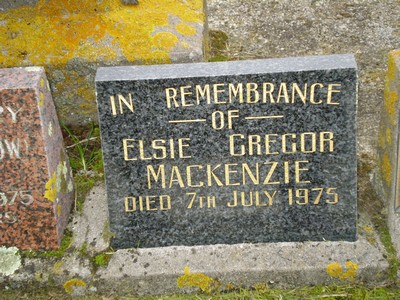 IN REMEMBRANCE
OF
ELSIE GREGOR
MACKENZIE
DIED 7TH JULY 1975